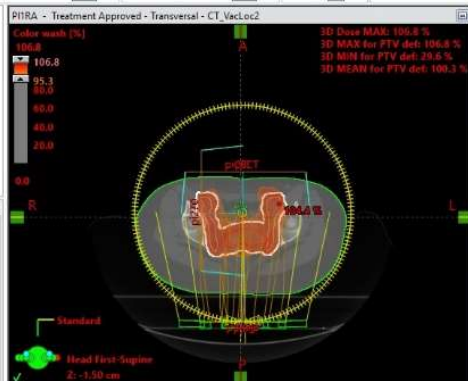 PI1RA - Treatment Approved - Transversal - CT_VacLoc2
Color wash [%]
106.8
106.8
95.3
80.0
60.0
40.0
20.0
0.0
3D Dose MAX: 106.8 %
3D MAX for PTV def: 106.8 %
3D MIN for PTV def: 29.6 %
3D MEAN for PTV def: 100.3 %
A
R
L
104.4 %
Standard
Head First-Supine
Z: -1.50 cm
P